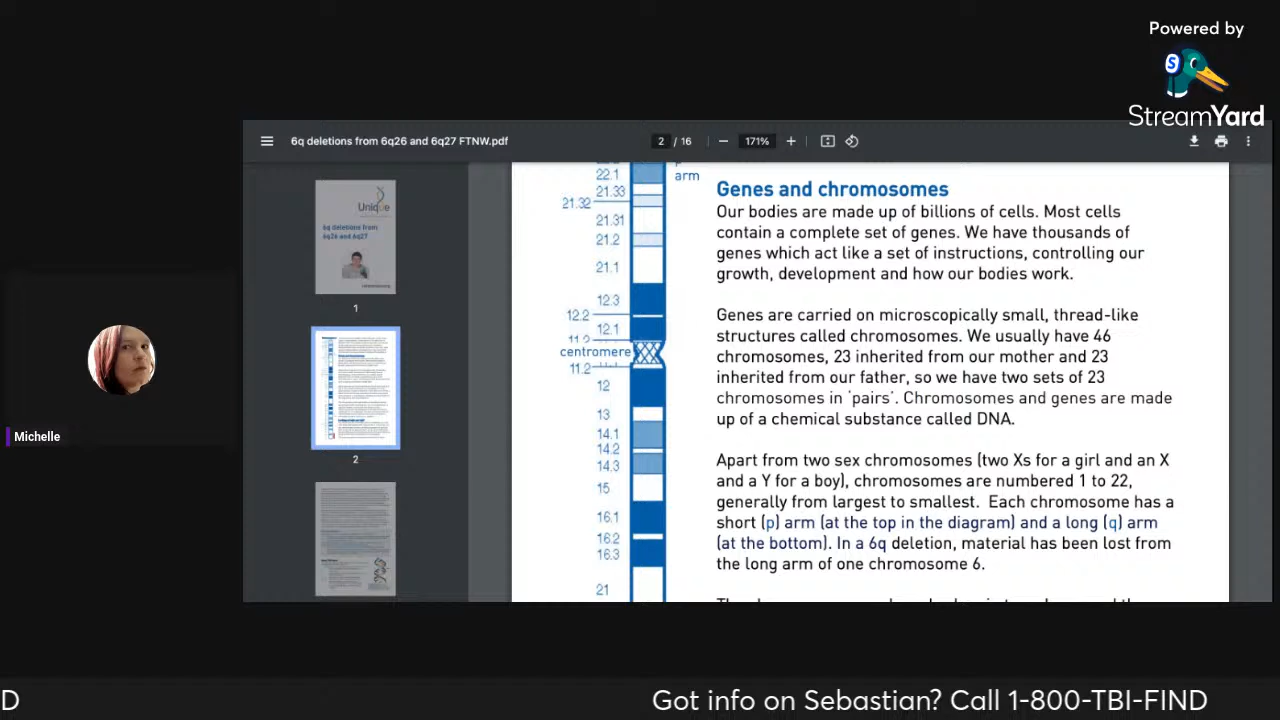 Powered by
StreamYard
6q deletions from 6q26 and 6q27 FTNW.pdf
2 / 16
171%
Unique
6q deletions from
6q26 and 6q27
1
2
Michelle
arm
22.1
21.33
21.32
21.31
21.2
21.1
12.3
12.2
12.1
centromere
11.2
12
13
14.1
14.2
14.3
15
16.1
16.2
16.3
21
Genes and chromosomes
Our bodies are made up of billions of cells. Most cells
contain a complete set of genes. We have thousands of
genes which act like a set of instructions, controlling our
growth, development and how our bodies work.
Genes are carried on microscopically small, thread-like
structures called chromosomes. We usually have 46
chromosomes, 23 inherited from our mother and 23
inherited from our father, so we have two sets of 23
chromosomes in 'pairs'. Chromosomes and genes are made
up of a chemical substance called DNA.
Apart from two sex chromosomes (two Xs for a girl and an X
and a Y for a boy), chromosomes are numbered 1 to 22,
generally from largest to smallest. Each chromosome has a
short (p) arm (at the top in the diagram) and a long (q) arm
(at the bottom). In a 6q deletion, material has been lost from
the long arm of one chromosome 6.
D
Got info on Sebastian? Call 1-800-TBI-FIND